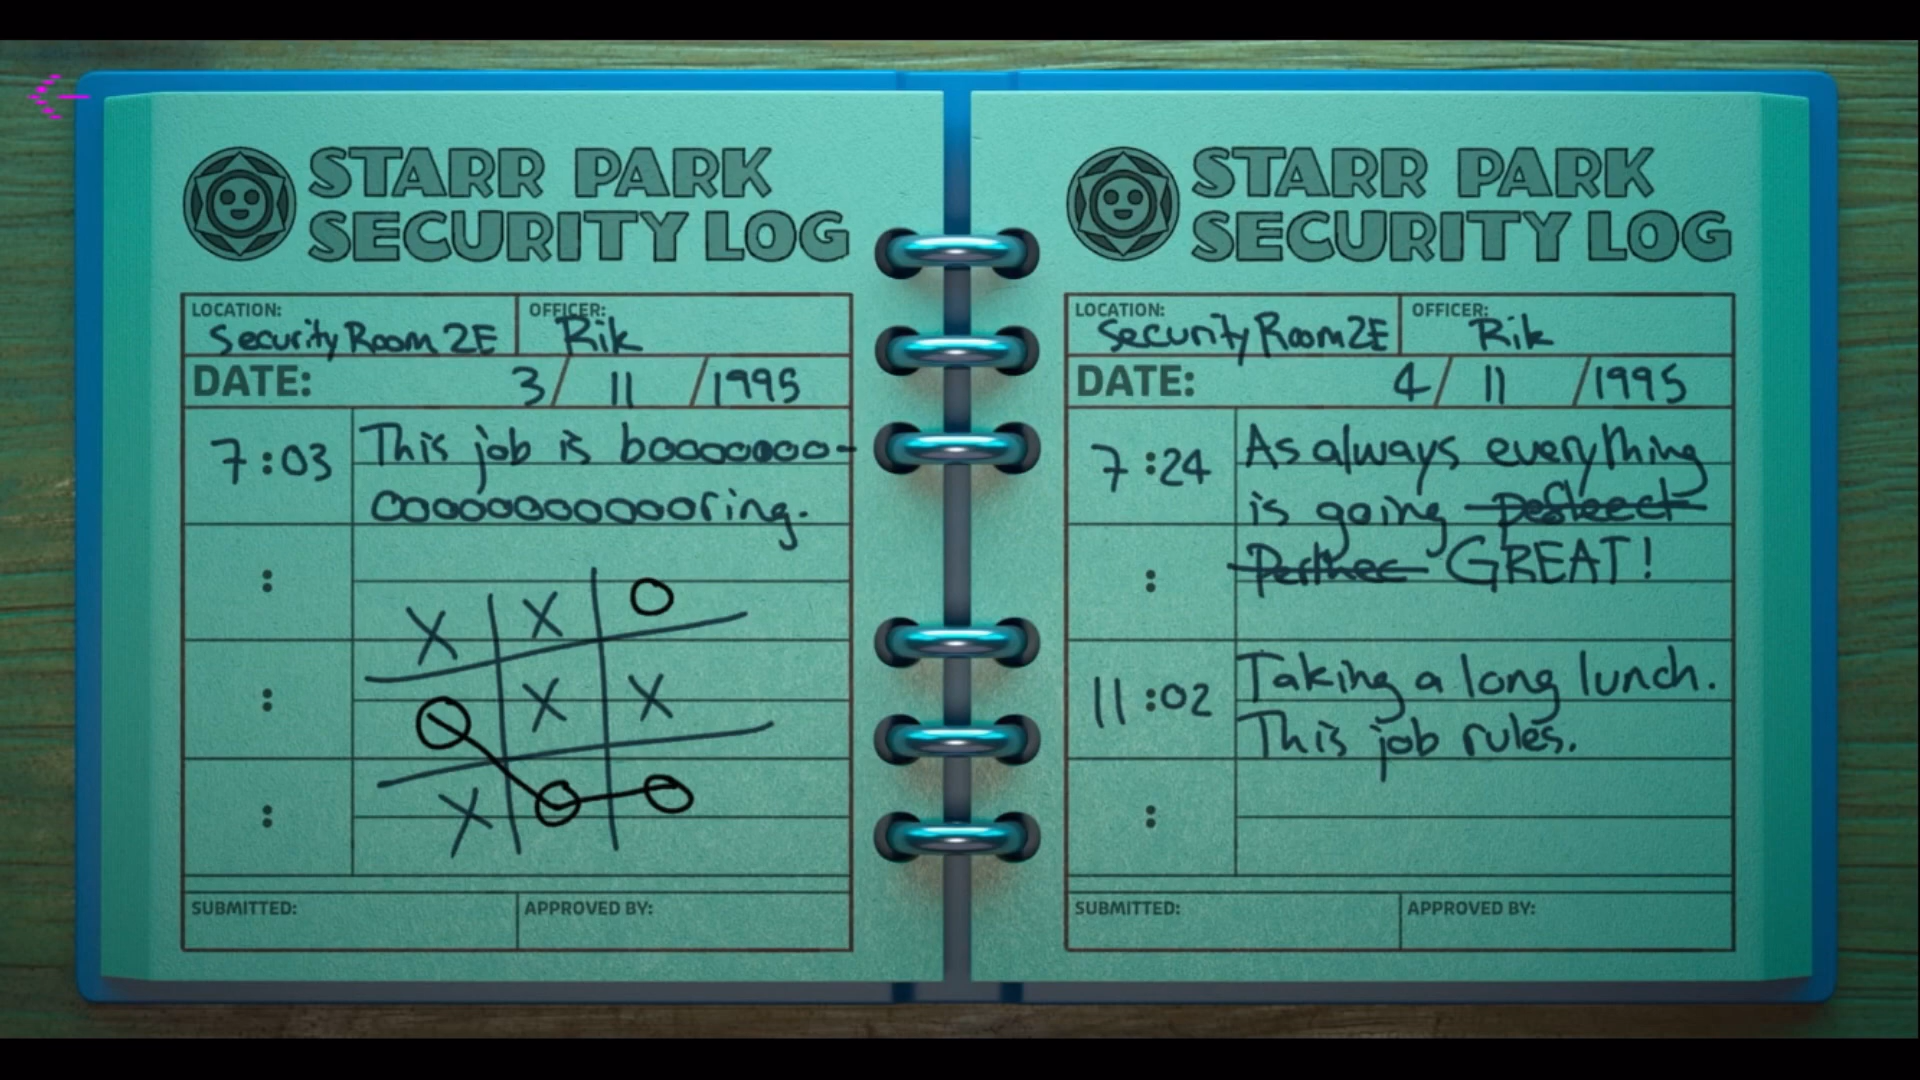 STARR PARK
SECURITY LOG
LOCATION:
Security Room 2E
OFFICER:
Rik
DATE:
3/11/1995
7:03
This job is booooooo-
ooooooooooooring.
:
X X O
:
O X X
:
X O O
SUBMITTED:
APPROVED BY:
STARR PARK
SECURITY LOG
LOCATION:
Security Room 2E
OFFICER:
Rik
DATE:
4/11/1995
7:24
As always everything
is going
GREAT!
:
11:02
Taking a long lunch.
This job rules.
:
SUBMITTED:
APPROVED BY: